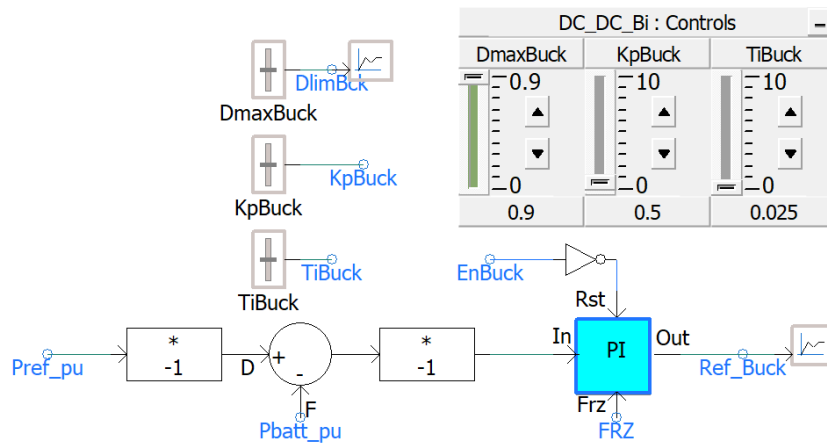 DC_DC_Bi : Controls
DmaxBuck KpBuck TiBuck
0.9 10 10
0 0 0
0.9 0.5 0.025
DlimBck
DmaxBuck
KpBuck
KpBuck
TiBuck
TiBuck
EnBuck
Rst
* -1
* -1
In PI Out
Pref_pu
D + -
F
Pbatt_pu
Frz
FRZ
Ref_Buck